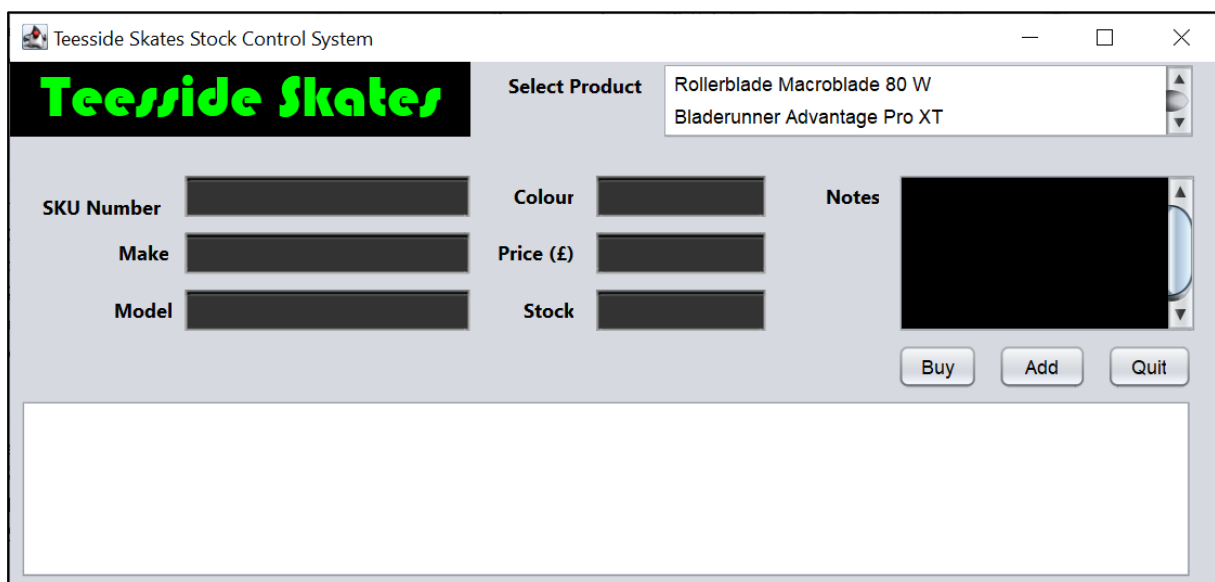 Teesside Skates Stock Control System
Teesside Skates
Select Product
Rollerblade Macroblade 80 W
Bladerunner Advantage Pro XT
SKU Number
Colour
Notes
Make
Price (£)
Model
Stock
Buy
Add
Quit